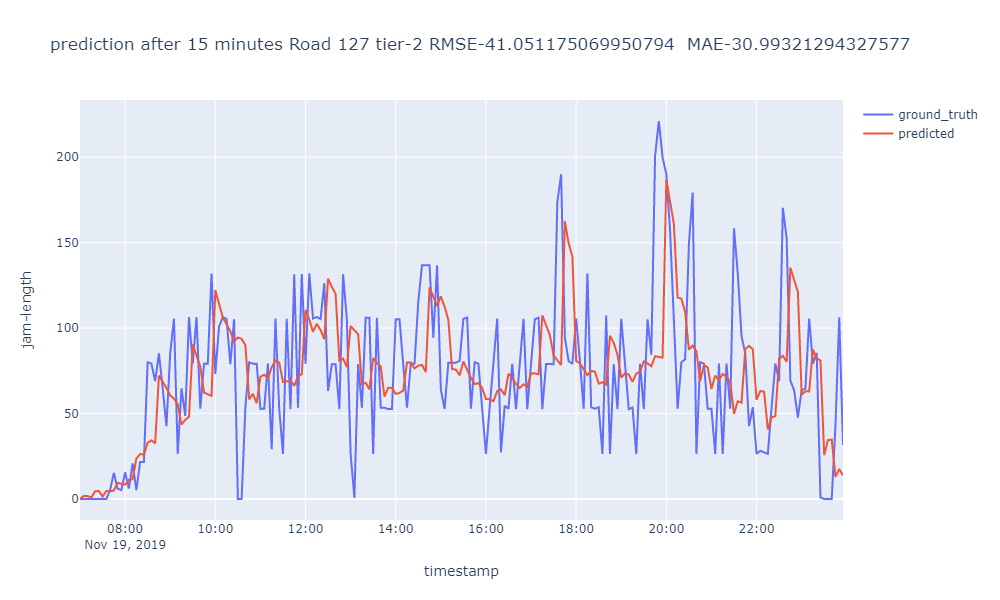 prediction after 15 minutes Road 127 tier-2 RMSE-41.051175069950794  MAE-30.99321294327577
ground_truth
predicted
200
150
100
50
0
jam-length
08:00 10:00 12:00 14:00 16:00 18:00 20:00 22:00
Nov 19, 2019
timestamp